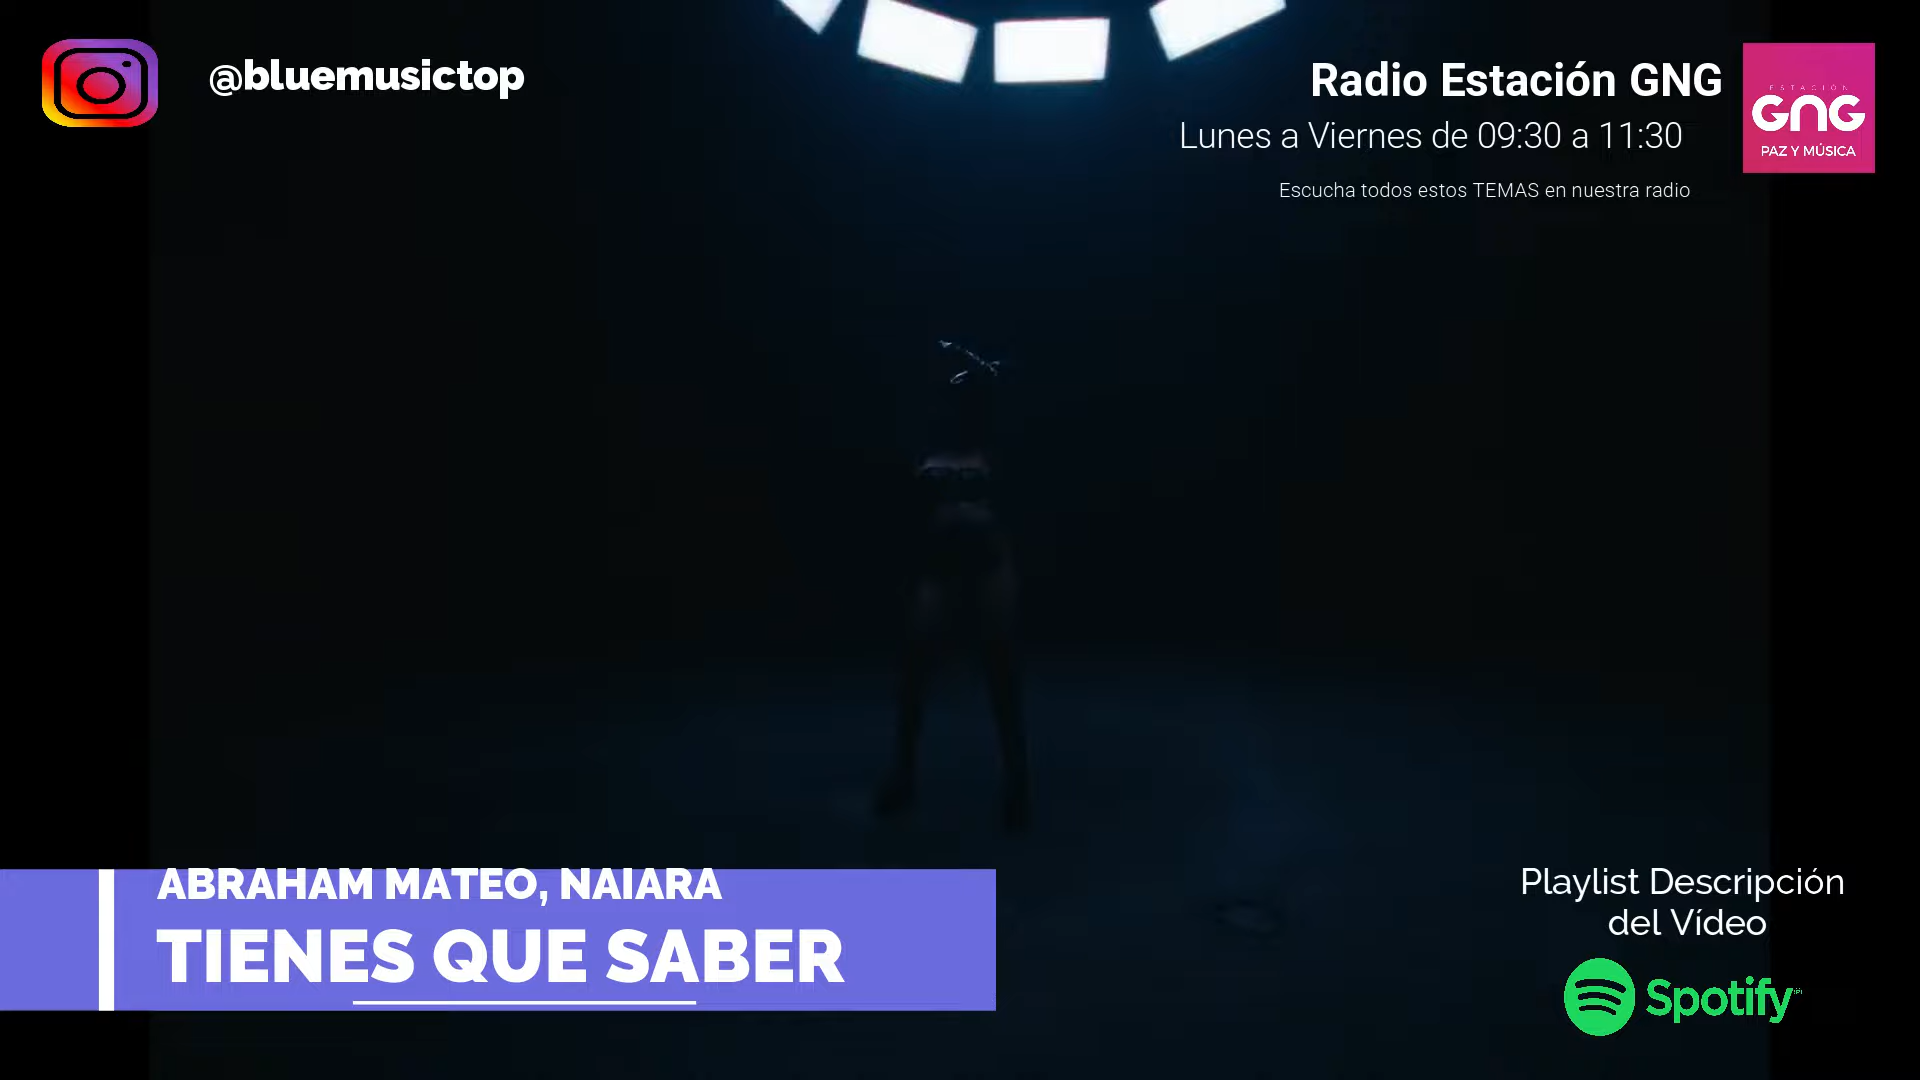 @bluemusictop
Radio Estación GNG
Lunes a Viernes de 09:30 a 11:30
Escucha todos estos TEMAS en nuestra radio
ESTACIÓN
GNG
PAZ Y MÚSICA
ABRAHAM MATEO, NAIARA
TIENES QUE SABER
Playlist Descripción
del Vídeo
Spotify